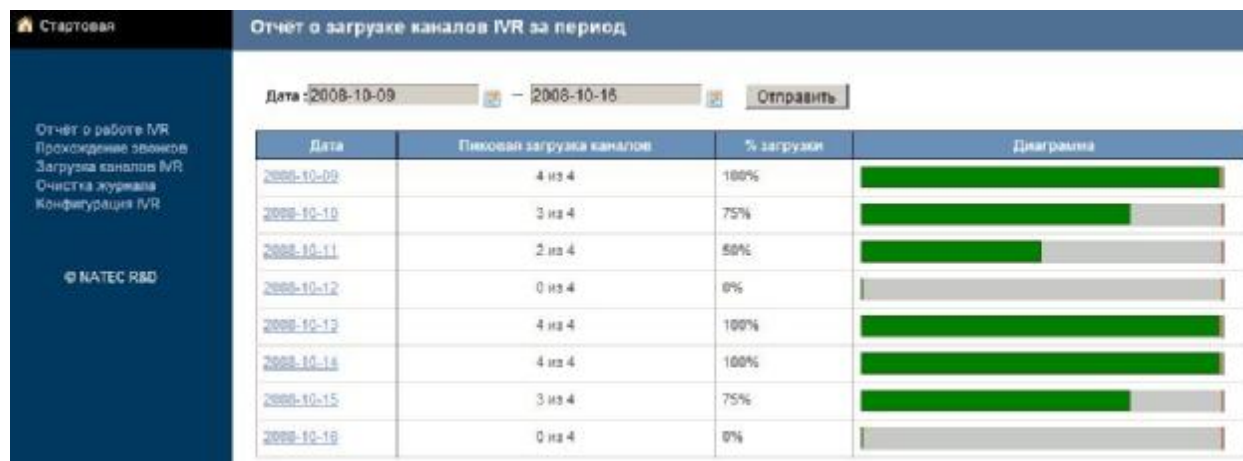 Стартовая
Отчёт о загрузке каналов IVR за период
Дата : 2008-10-09 – 2008-10-16 Отправить
Отчёт о работе IVR
Прохождение звонков
Загрузка каналов IVR
Очистка журнала
Конфигурация IVR
© NATEC R&D
Дата Пиковая загрузка каналов % загрузки Диаграмма
2008-10-09 4 из 4 100%
2008-10-10 3 из 4 75%
2008-10-11 2 из 4 50%
2008-10-12 0 из 4 0%
2008-10-13 4 из 4 100%
2008-10-14 4 из 4 100%
2008-10-15 3 из 4 75%
2008-10-16 0 из 4 0%